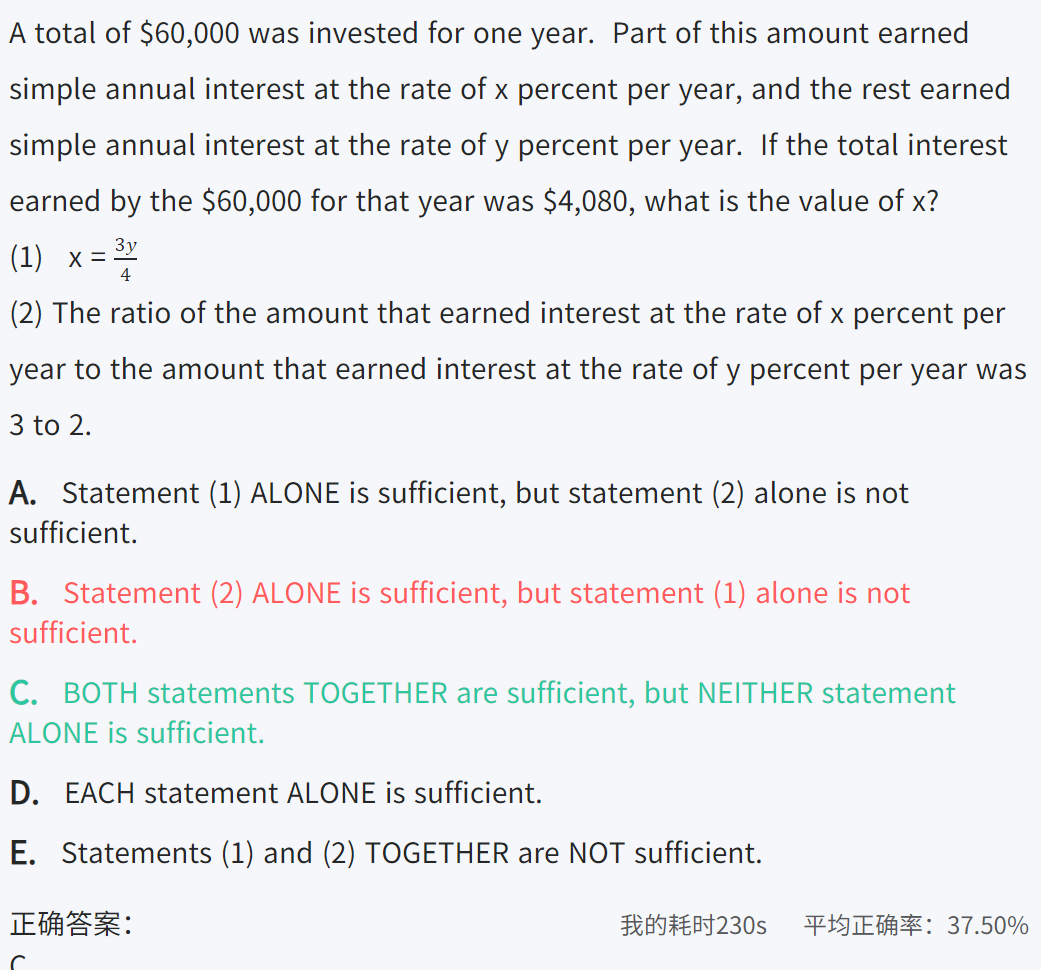 A total of $60,000 was invested for one year.  Part of this amount earned
simple annual interest at the rate of x percent per year, and the rest earned
simple annual interest at the rate of y percent per year.  If the total interest
earned by the $60,000 for that year was $4,080, what is the value of x?
(1)   x = 3y/4
(2) The ratio of the amount that earned interest at the rate of x percent per
year to the amount that earned interest at the rate of y percent per year was
3 to 2.
A.   Statement (1) ALONE is sufficient, but statement (2) alone is not
sufficient.
B.   Statement (2) ALONE is sufficient, but statement (1) alone is not
sufficient.
C.   BOTH statements TOGETHER are sufficient, but NEITHER statement
ALONE is sufficient.
D.   EACH statement ALONE is sufficient.
E.   Statements (1) and (2) TOGETHER are NOT sufficient.
正确答案： 我的耗时230s 平均正确率：37.50%
C